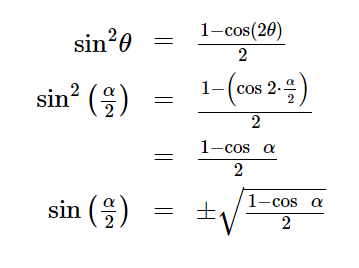 sin²θ = (1−cos(2θ))/2
sin²(α/2) = (1−(cos 2·α/2))/2
= (1−cos α)/2
sin(α/2) = ±√((1−cos α)/2)